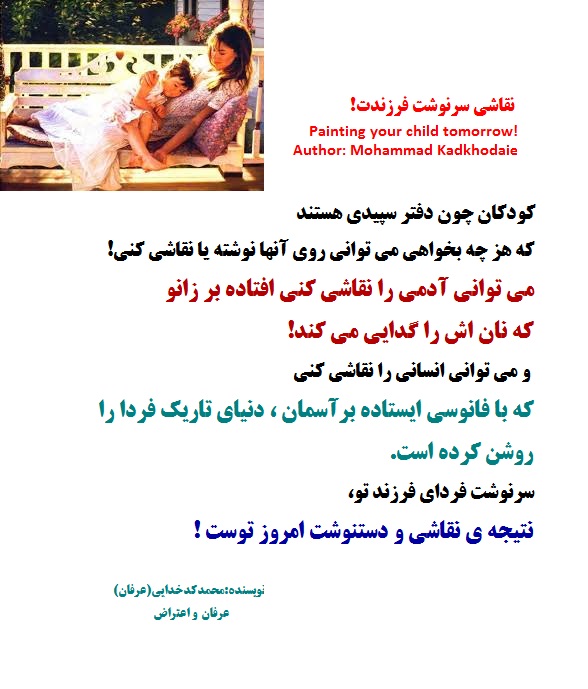 نقاشی سرنوشت فرزندت!
Painting your child tomorrow!
Author: Mohammad Kadkhodaie
کودکان چون دفتر سپیدی هستند
که هز چه بخواهی می توانی روی آنها نوشته یا نقاشی کنی!
می توانی آدمی را نقاشی کنی افتاده بر زانو
که نان اش را گدایی می کند!
و می توانی انسانی را نقاشی کنی
که با فانوسی ایستاده برآسمان ، دنیای تاریک فردا را
روشن کرده است.
سرنوشت فردای فرزند تو،
نتیجه ی نقاشی و دستنوشت امروز توست !
نویسنده:محمدکدخدایی(عرفان)
عرفان و اعتراض